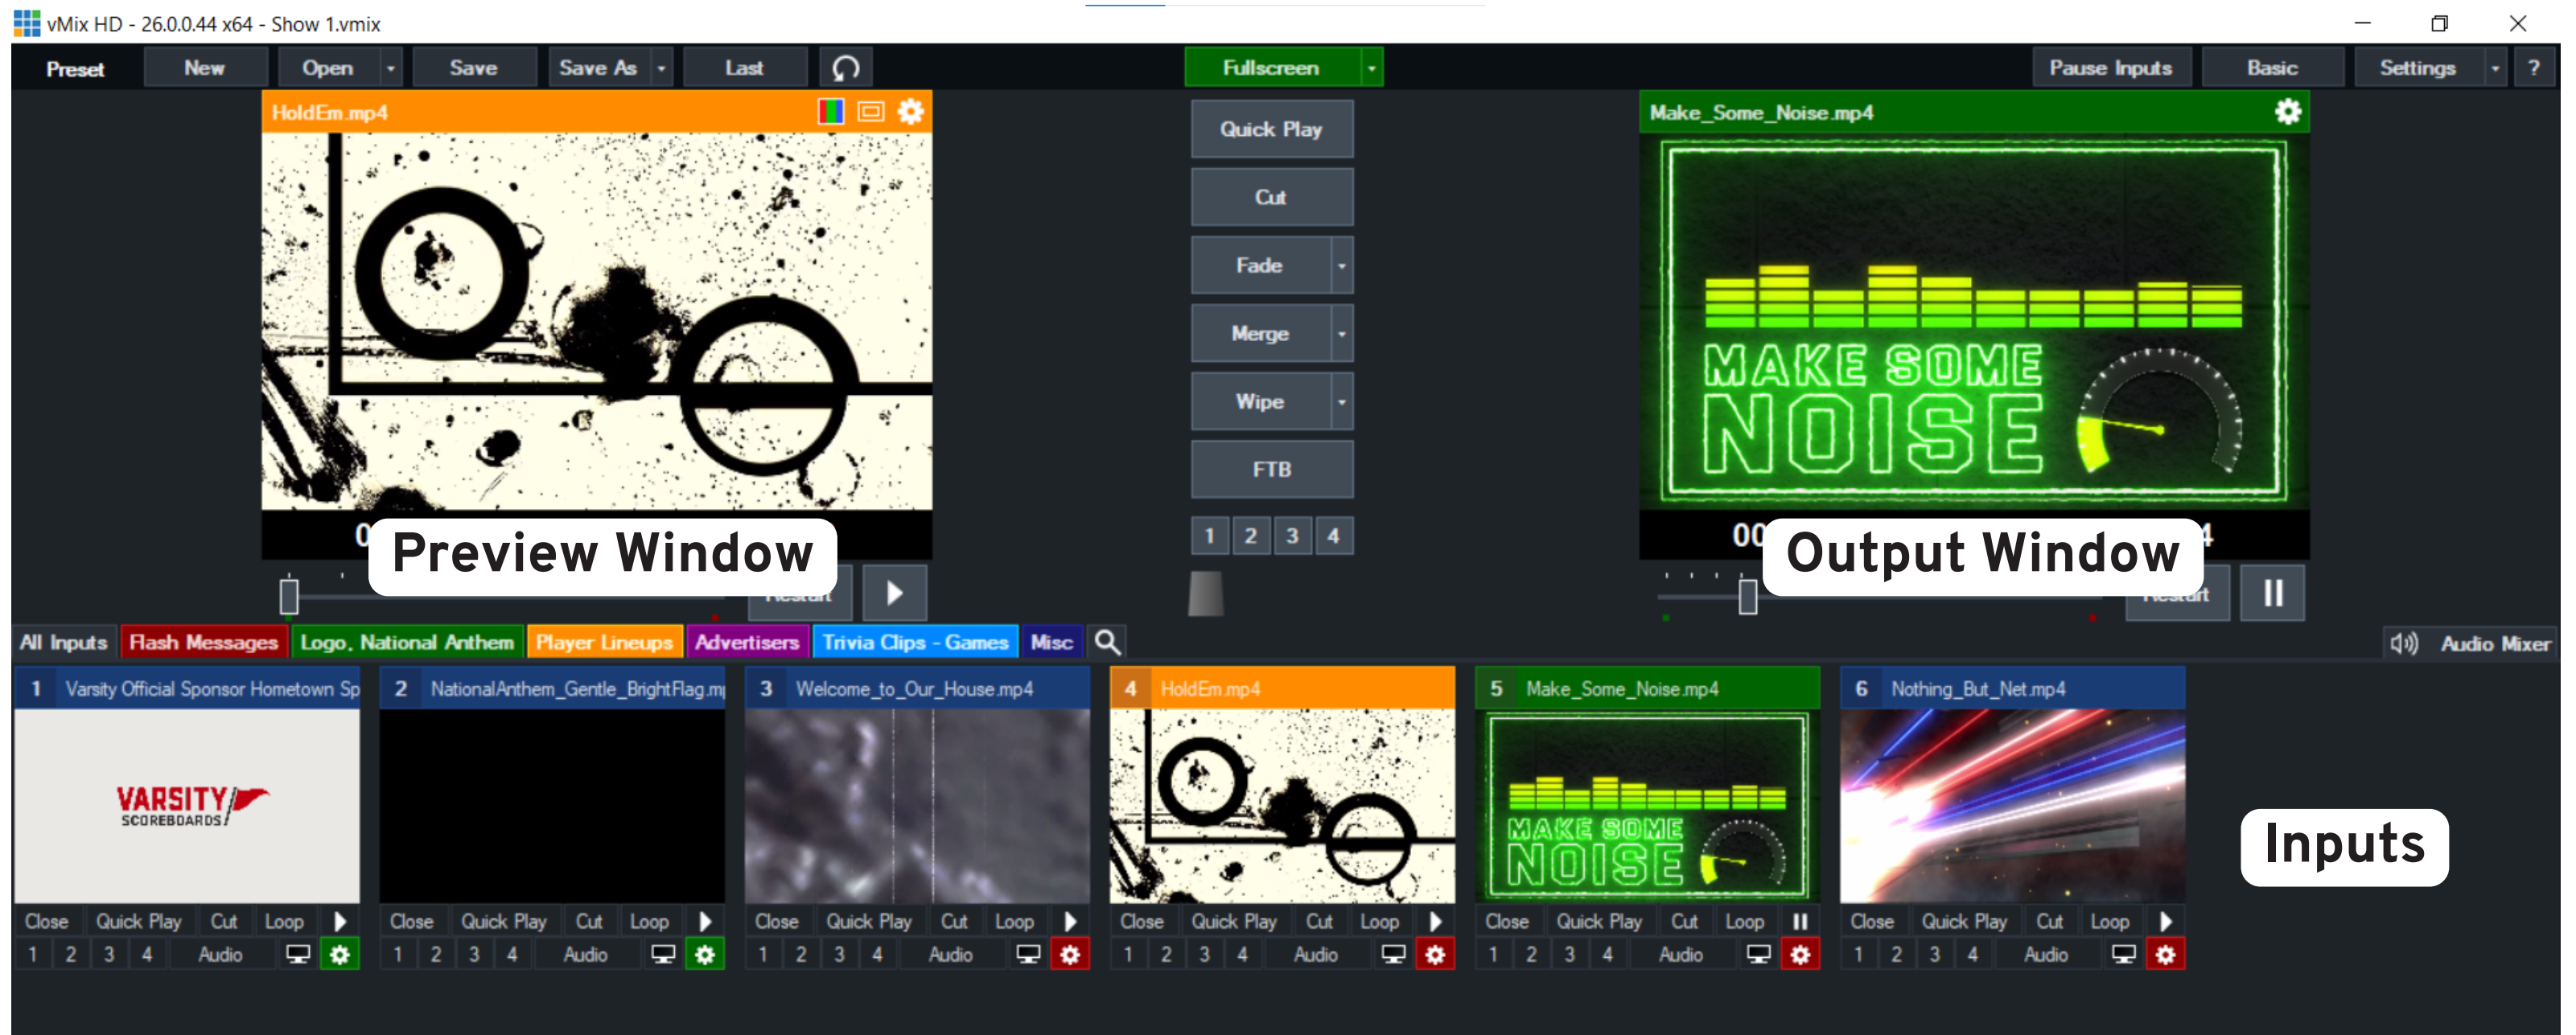 vMix HD - 26.0.0.44 x64 - Show 1.vmix
Preset New Open Save Save As Last Fullscreen Pause Inputs Basic Settings ?
HoldEm.mp4
Quick Play
Cut
Fade
Merge
Wipe
FTB
1 2 3 4
Make_Some_Noise.mp4
MAKE SOME
NOISE
Preview Window
Output Window
Restart
Restart
All Inputs Flash Messages Logo, National Anthem Player Lineups Advertisers Trivia Clips - Games Misc Audio Mixer
1 Varsity Official Sponsor Hometown Sp
VARSITY
SCOREBOARDS
Close Quick Play Cut Loop
1 2 3 4 Audio
2 NationalAnthem_Gentle_BrightFlag.mp
Close Quick Play Cut Loop
1 2 3 4 Audio
3 Welcome_to_Our_House.mp4
Close Quick Play Cut Loop
1 2 3 4 Audio
4 HoldEm.mp4
Close Quick Play Cut Loop
1 2 3 4 Audio
5 Make_Some_Noise.mp4
MAKE SOME
NOISE
Close Quick Play Cut Loop
1 2 3 4 Audio
6 Nothing_But_Net.mp4
Close Quick Play Cut Loop
1 2 3 4 Audio
Inputs